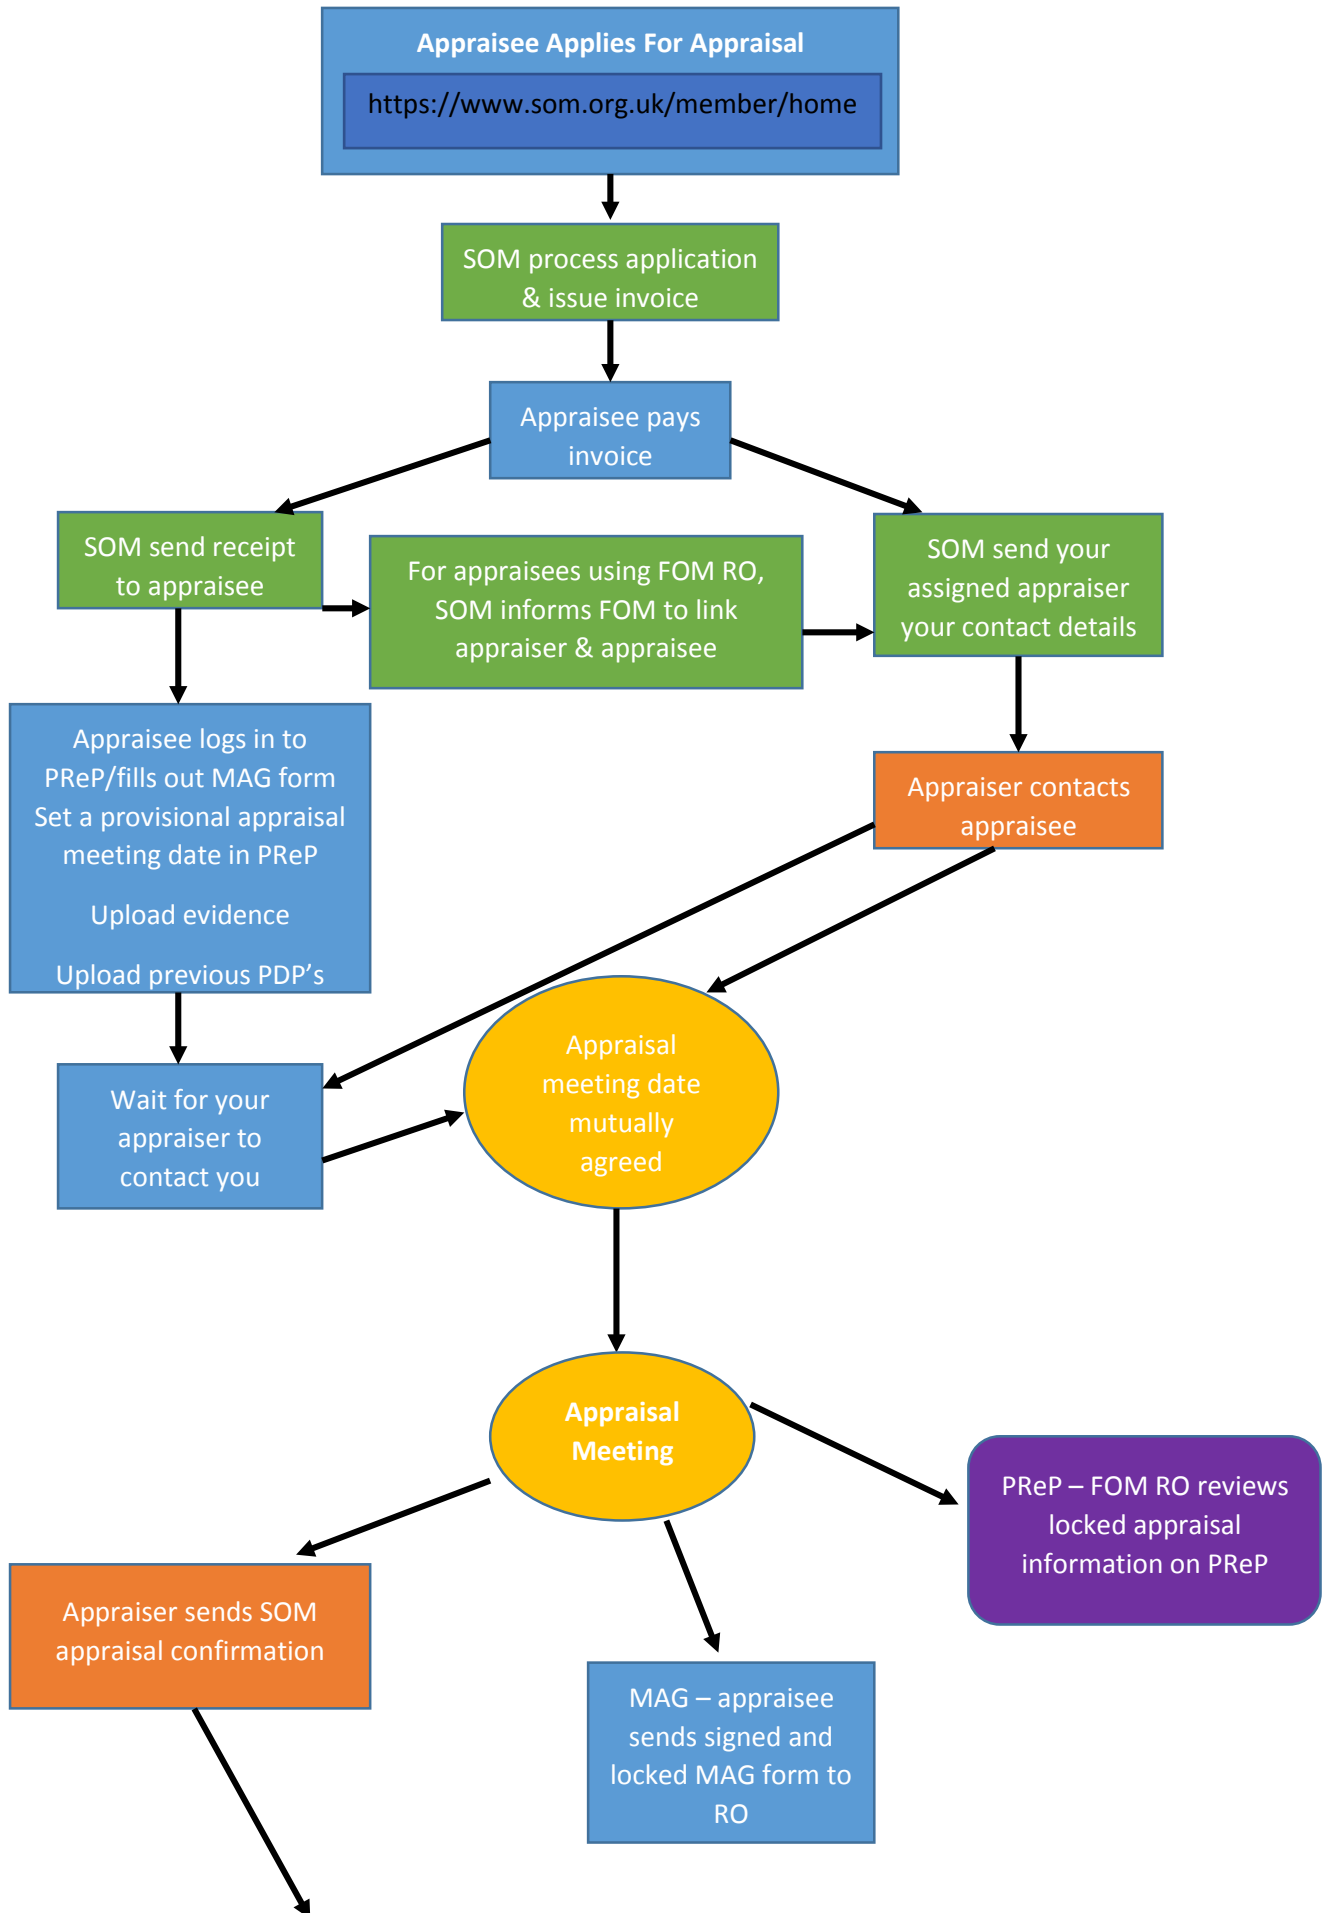 Appraisee Applies For Appraisal
https://www.som.org.uk/member/home
SOM process application
& issue invoice
Appraisee pays
invoice
SOM send receipt
to appraisee
For appraisees using FOM RO,
SOM informs FOM to link
appraiser & appraisee
SOM send your
assigned appraiser
your contact details
Appraisee logs in to
PReP/fills out MAG form
Set a provisional appraisal
meeting date in PReP
Upload evidence
Upload previous PDP’s
Appraiser contacts
appraisee
Wait for your
appraiser to
contact you
Appraisal
meeting date
mutually
agreed
Appraisal
Meeting
PReP – FOM RO reviews
locked appraisal
information on PReP
Appraiser sends SOM
appraisal confirmation
MAG – appraisee
sends signed and
locked MAG form to
RO